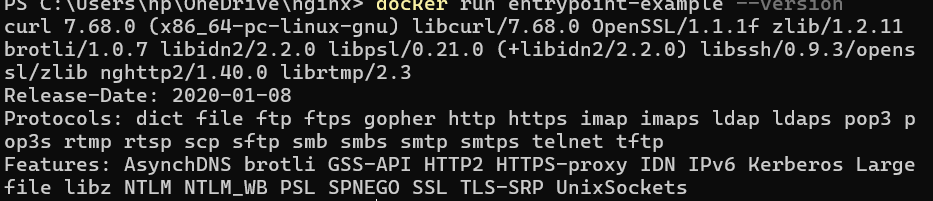 PS C:\Users\hp\OneDrive\nginx> docker run entrypoint-example --version
curl 7.68.0 (x86_64-pc-linux-gnu) libcurl/7.68.0 OpenSSL/1.1.1f zlib/1.2.11
brotli/1.0.7 libidn2/2.2.0 libpsl/0.21.0 (+libidn2/2.2.0) libssh/0.9.3/opens
sl/zlib nghttp2/1.40.0 librtmp/2.3
Release-Date: 2020-01-08
Protocols: dict file ftp ftps gopher http https imap imaps ldap ldaps pop3 p
op3s rtmp rtsp scp sftp smb smbs smtp smtps telnet tftp
Features: AsynchDNS brotli GSS-API HTTP2 HTTPS-proxy IDN IPv6 Kerberos Large
file libz NTLM NTLM_WB PSL SPNEGO SSL TLS-SRP UnixSockets